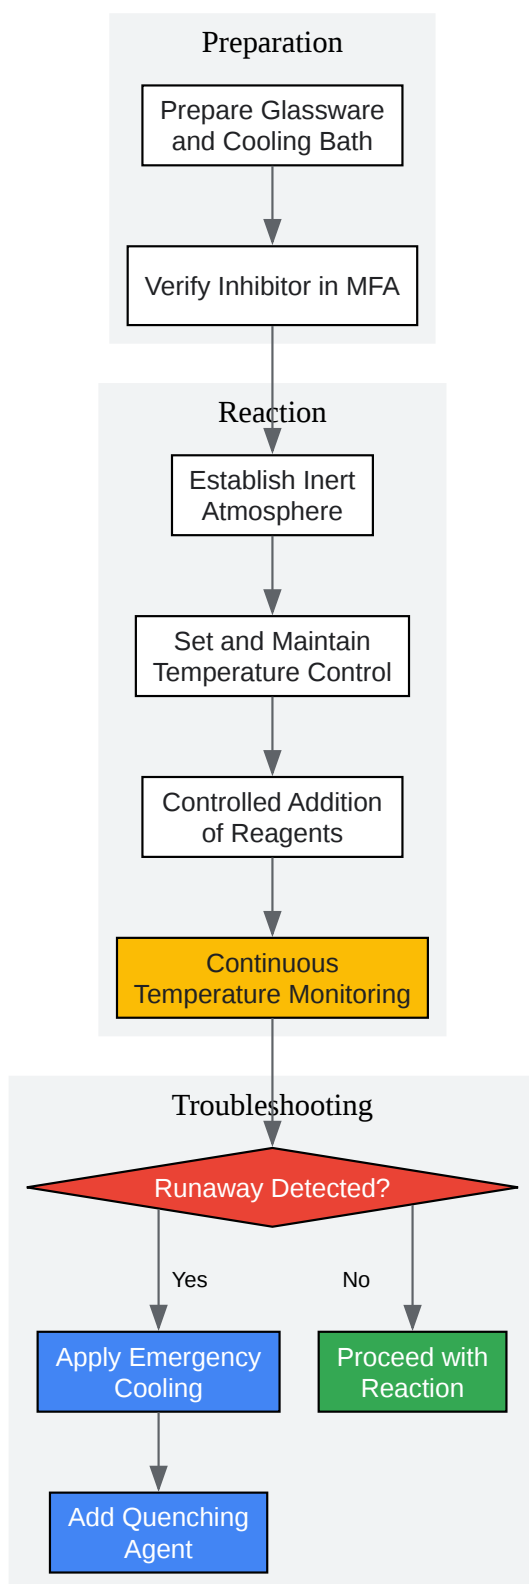 Preparation
Prepare Glassware
and Cooling Bath
Verify Inhibitor in MFA
Reaction
Establish Inert
Atmosphere
Set and Maintain
Temperature Control
Controlled Addition
of Reagents
Continuous
Temperature Monitoring
Troubleshooting
Runaway Detected?
Yes
No
Apply Emergency
Cooling
Proceed with
Reaction
Add Quenching
Agent